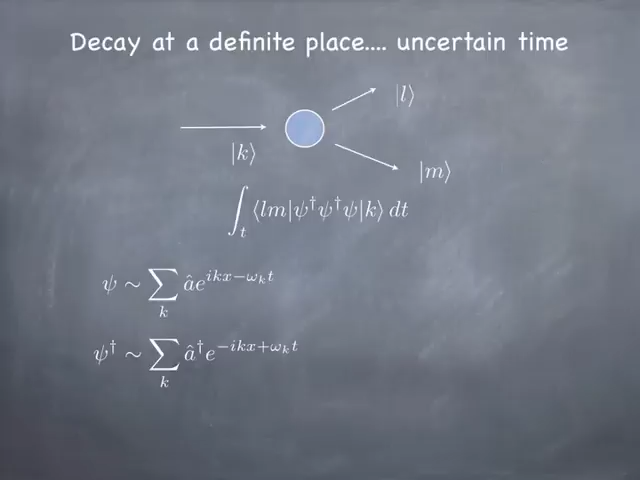 Decay at a definite place.... uncertain time
|l⟩
|k⟩
|m⟩
∫_t ⟨lm|ψ†ψ†ψ|k⟩ dt
ψ ∼ ∑_k âe^{ikx−ω_k t}
ψ† ∼ ∑_k â†e^{−ikx+ω_k t}